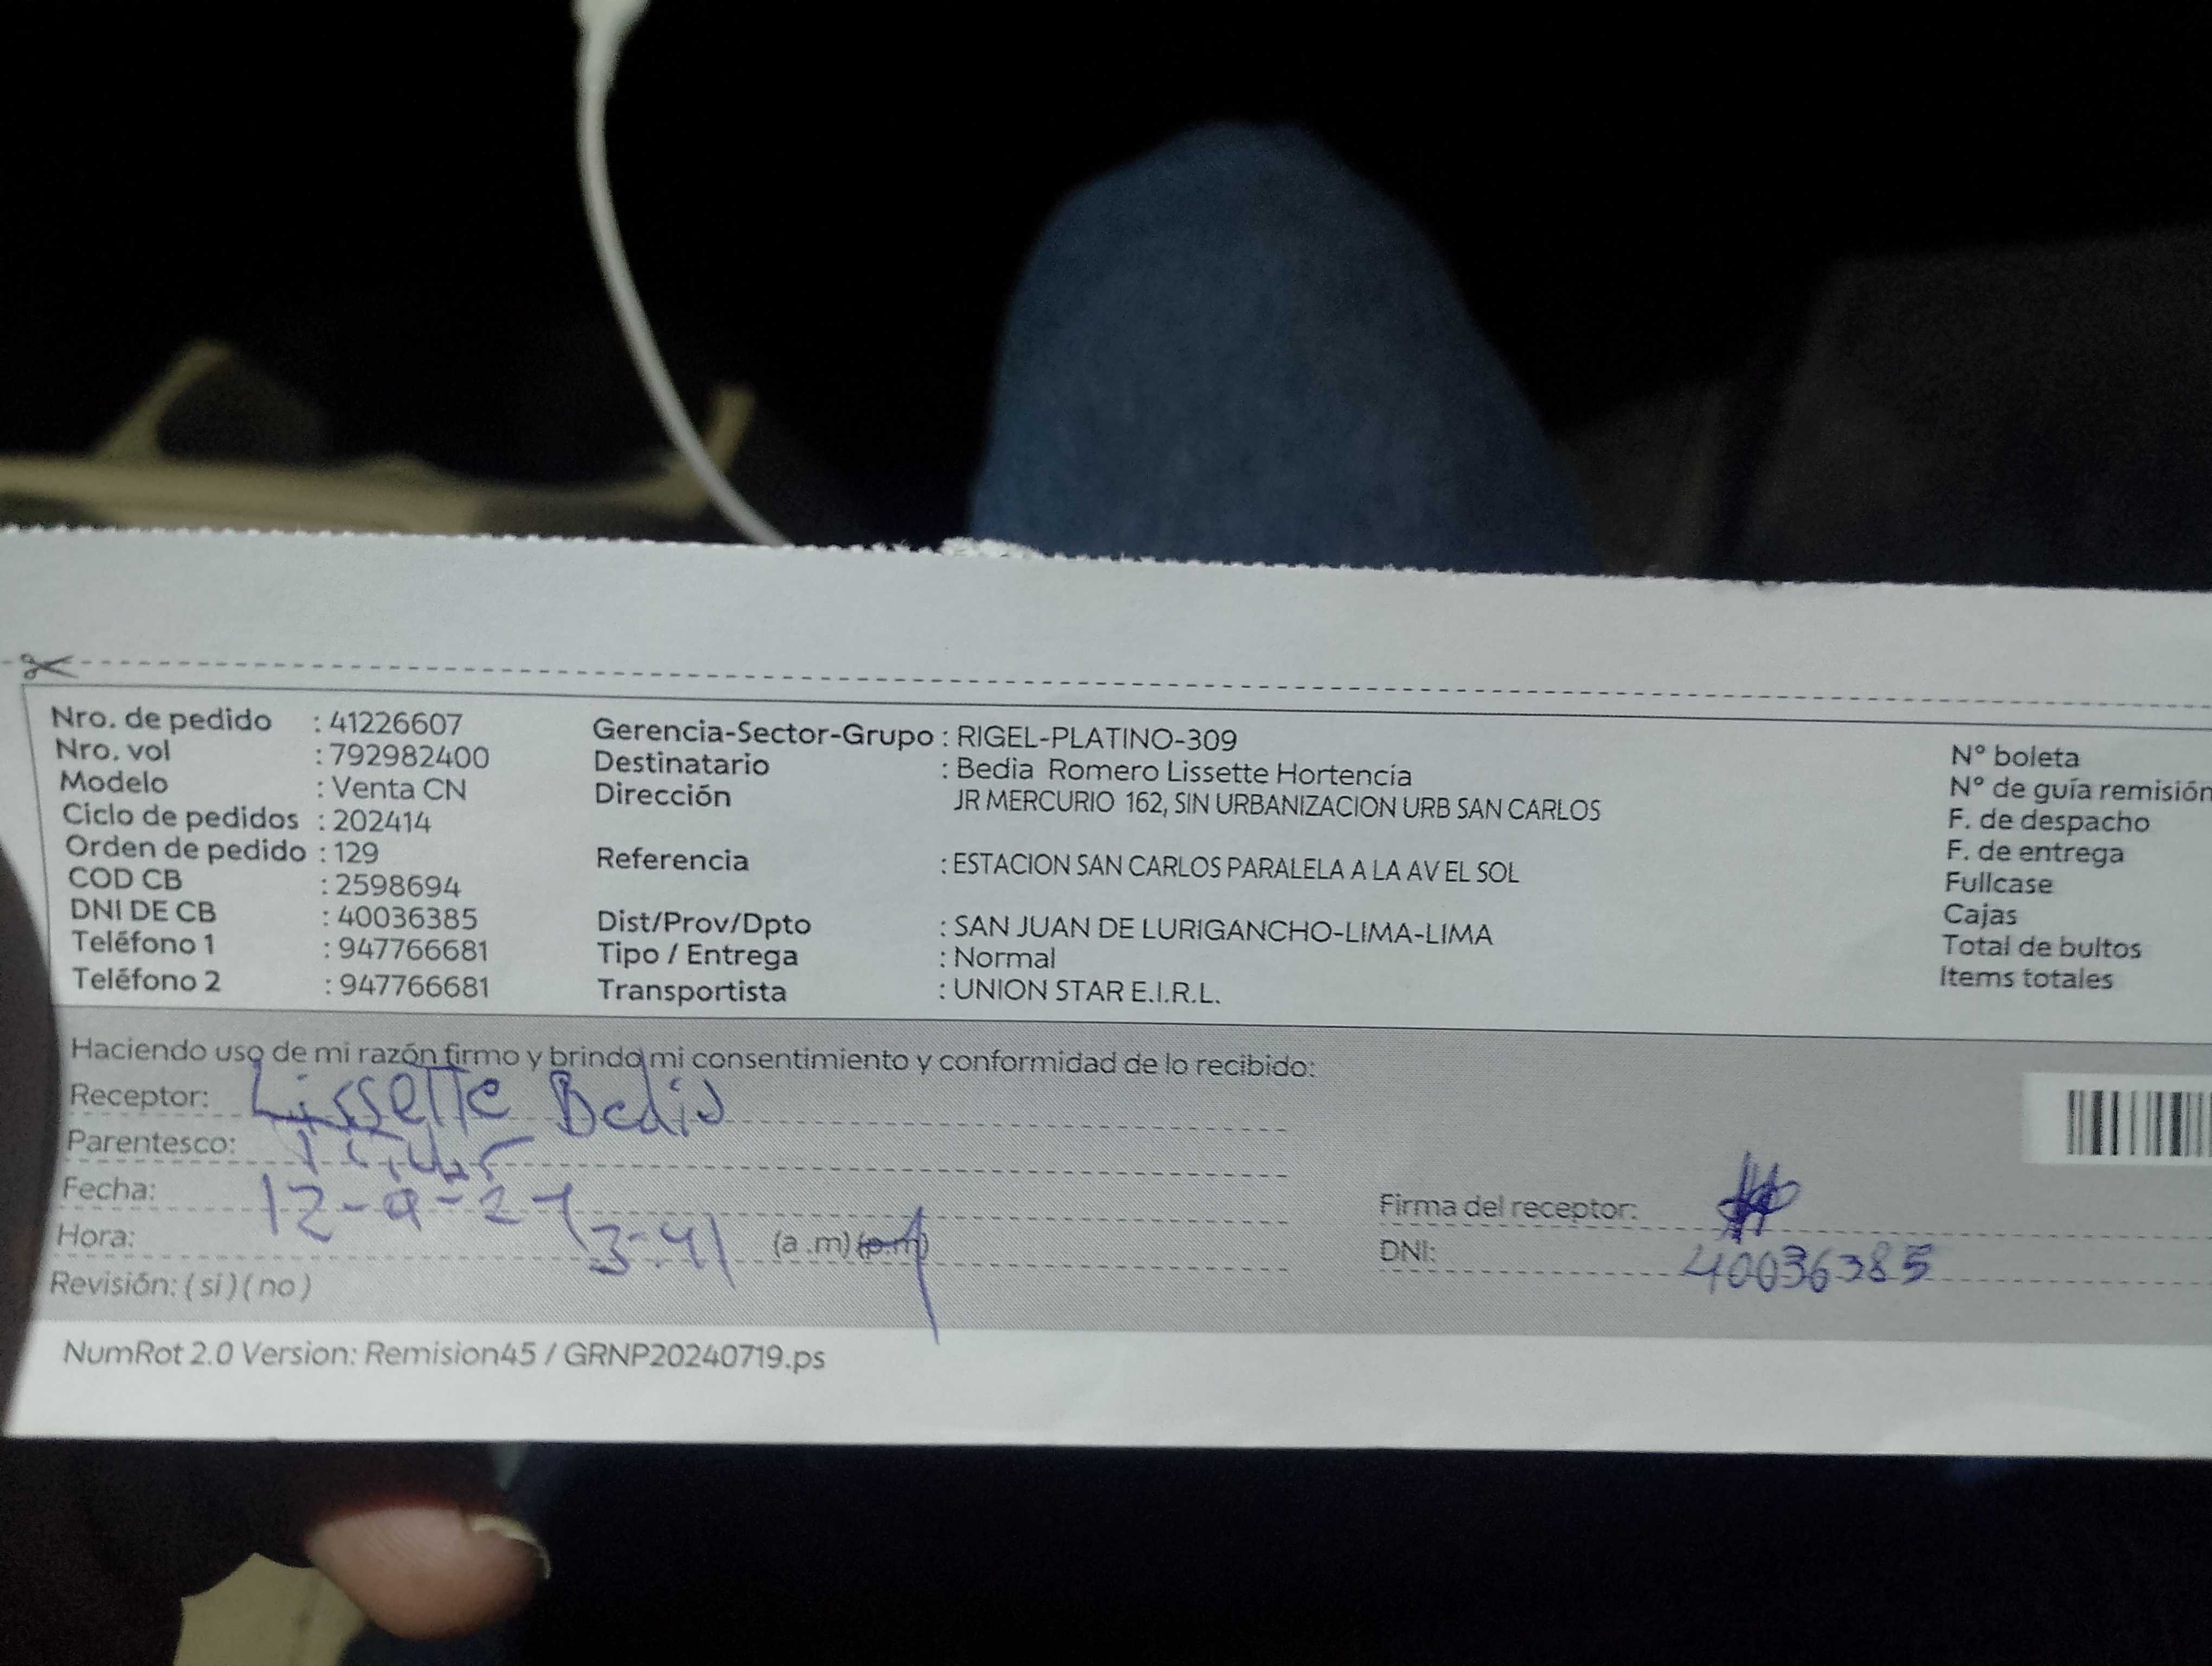 Nro. de pedido : 41226607
Nro. vol : 792982400
Modelo : Venta CN
Ciclo de pedidos : 202414
Orden de pedido : 129
COD CB : 2598694
DNI DE CB : 40036385
Teléfono 1 : 947766681
Teléfono 2 : 947766681
Gerencia-Sector-Grupo : RIGEL-PLATINO-309
Destinatario : Bedia Romero Lissette Hortencia
Dirección JR MERCURIO 162, SIN URBANIZACION URB SAN CARLOS
Referencia : ESTACION SAN CARLOS PARALELA A LA AV EL SOL
Dist/Prov/Dpto : SAN JUAN DE LURIGANCHO-LIMA-LIMA
Tipo / Entrega : Normal
Transportista : UNION STAR E.I.R.L.
N° boleta
N° de guía remisión
F. de despacho
F. de entrega
Fullcase
Cajas
Total de bultos
Items totales
Haciendo uso de mi razón firmo y brindo mi consentimiento y conformidad de lo recibido:
Receptor: Lissette Bedia
Parentesco: Titular
Fecha: 12-9-24
Hora: 3:41 (a.m) (p.m)
Revisión: (si) (no)
Firma del receptor:
DNI: 40036385
NumRot 2.0 Version: Remision45 / GRNP20240719.ps